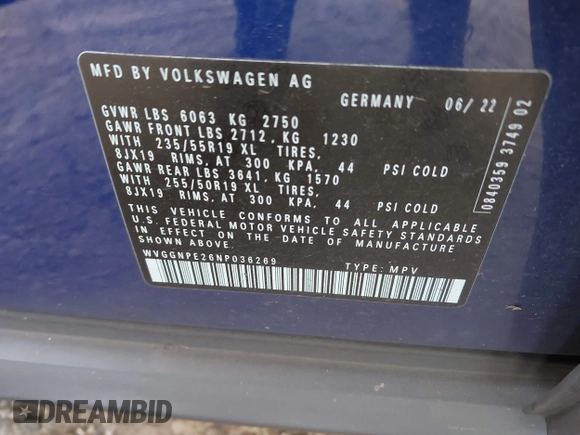 MFD BY VOLKSWAGEN AG
GERMANY 06/22
GVWR LBS 6063 KG 2750
GAWR FRONT LBS 2712, KG 1230
WITH 235/55R19 XL TIRES,
8JX19 RIMS, AT 300 KPA, 44 PSI COLD
GAWR REAR LBS 3641, KG 1570
WITH 255/50R19 XL TIRES,
8JX19 RIMS, AT 300 KPA, 44 PSI COLD
THIS VEHICLE CONFORMS TO ALL APPLICABLE
U.S. FEDERAL MOTOR VEHICLE SAFETY STANDARDS
IN EFFECT ON THE DATE OF MANUFACTURE
SHOWN ABOVE.
WVGGNPE26NP036269 TYPE: MPV
0840359 3749 02
DREAMBID